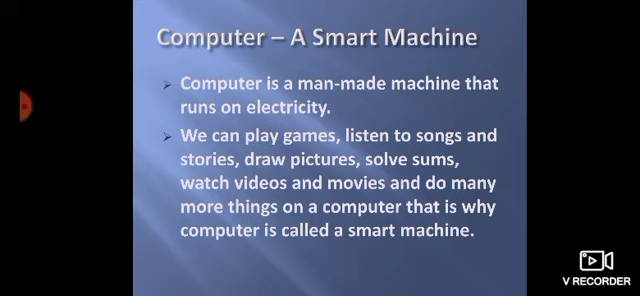 Computer – A Smart Machine
Computer is a man-made machine that
runs on electricity.
We can play games, listen to songs and
stories, draw pictures, solve sums,
watch videos and movies and do many
more things on a computer that is why
computer is called a smart machine.
V RECORDER